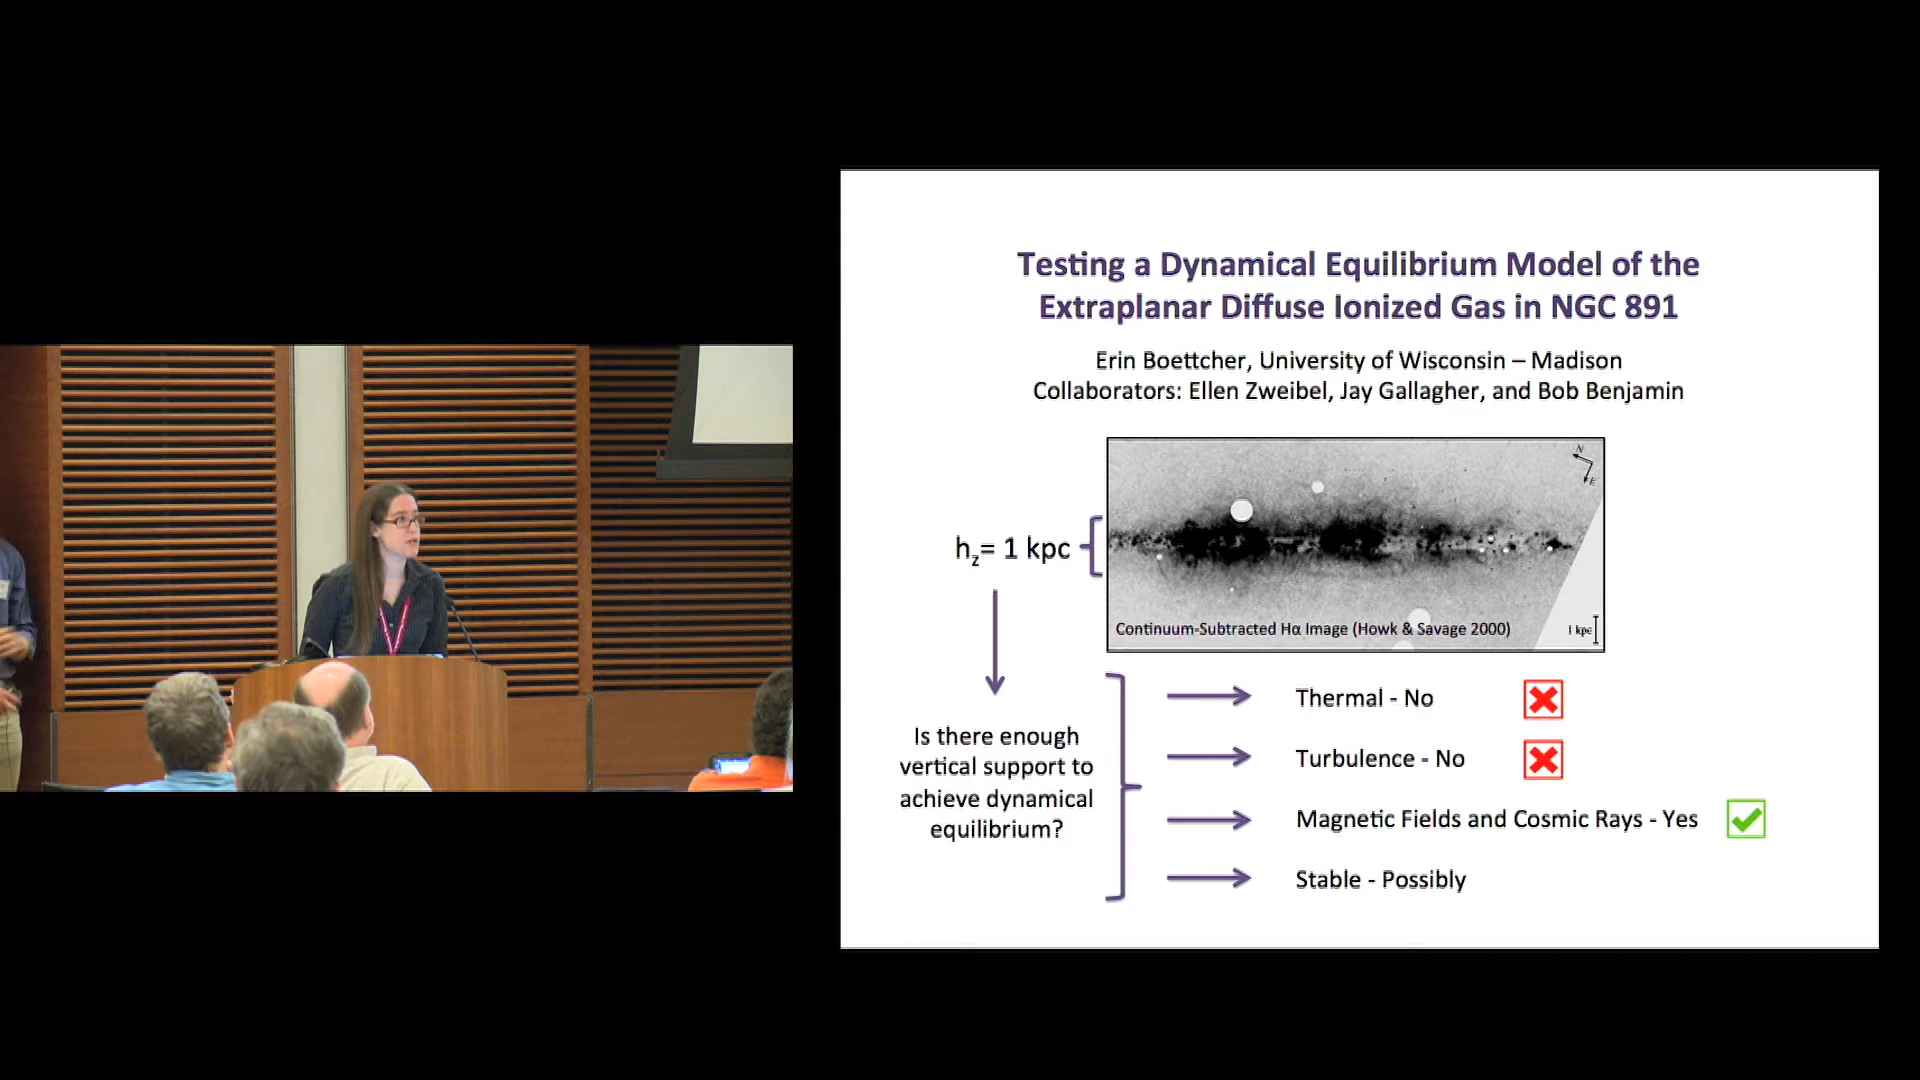 Testing a Dynamical Equilibrium Model of the
Extraplanar Diffuse Ionized Gas in NGC 891
Erin Boettcher, University of Wisconsin – Madison
Collaborators: Ellen Zweibel, Jay Gallagher, and Bob Benjamin
N
E
hz= 1 kpc
Continuum-Subtracted Hα Image (Howk & Savage 2000)
1 kpc
Is there enough
vertical support to
achieve dynamical
equilibrium?
Thermal - No
Turbulence - No
Magnetic Fields and Cosmic Rays - Yes
Stable - Possibly